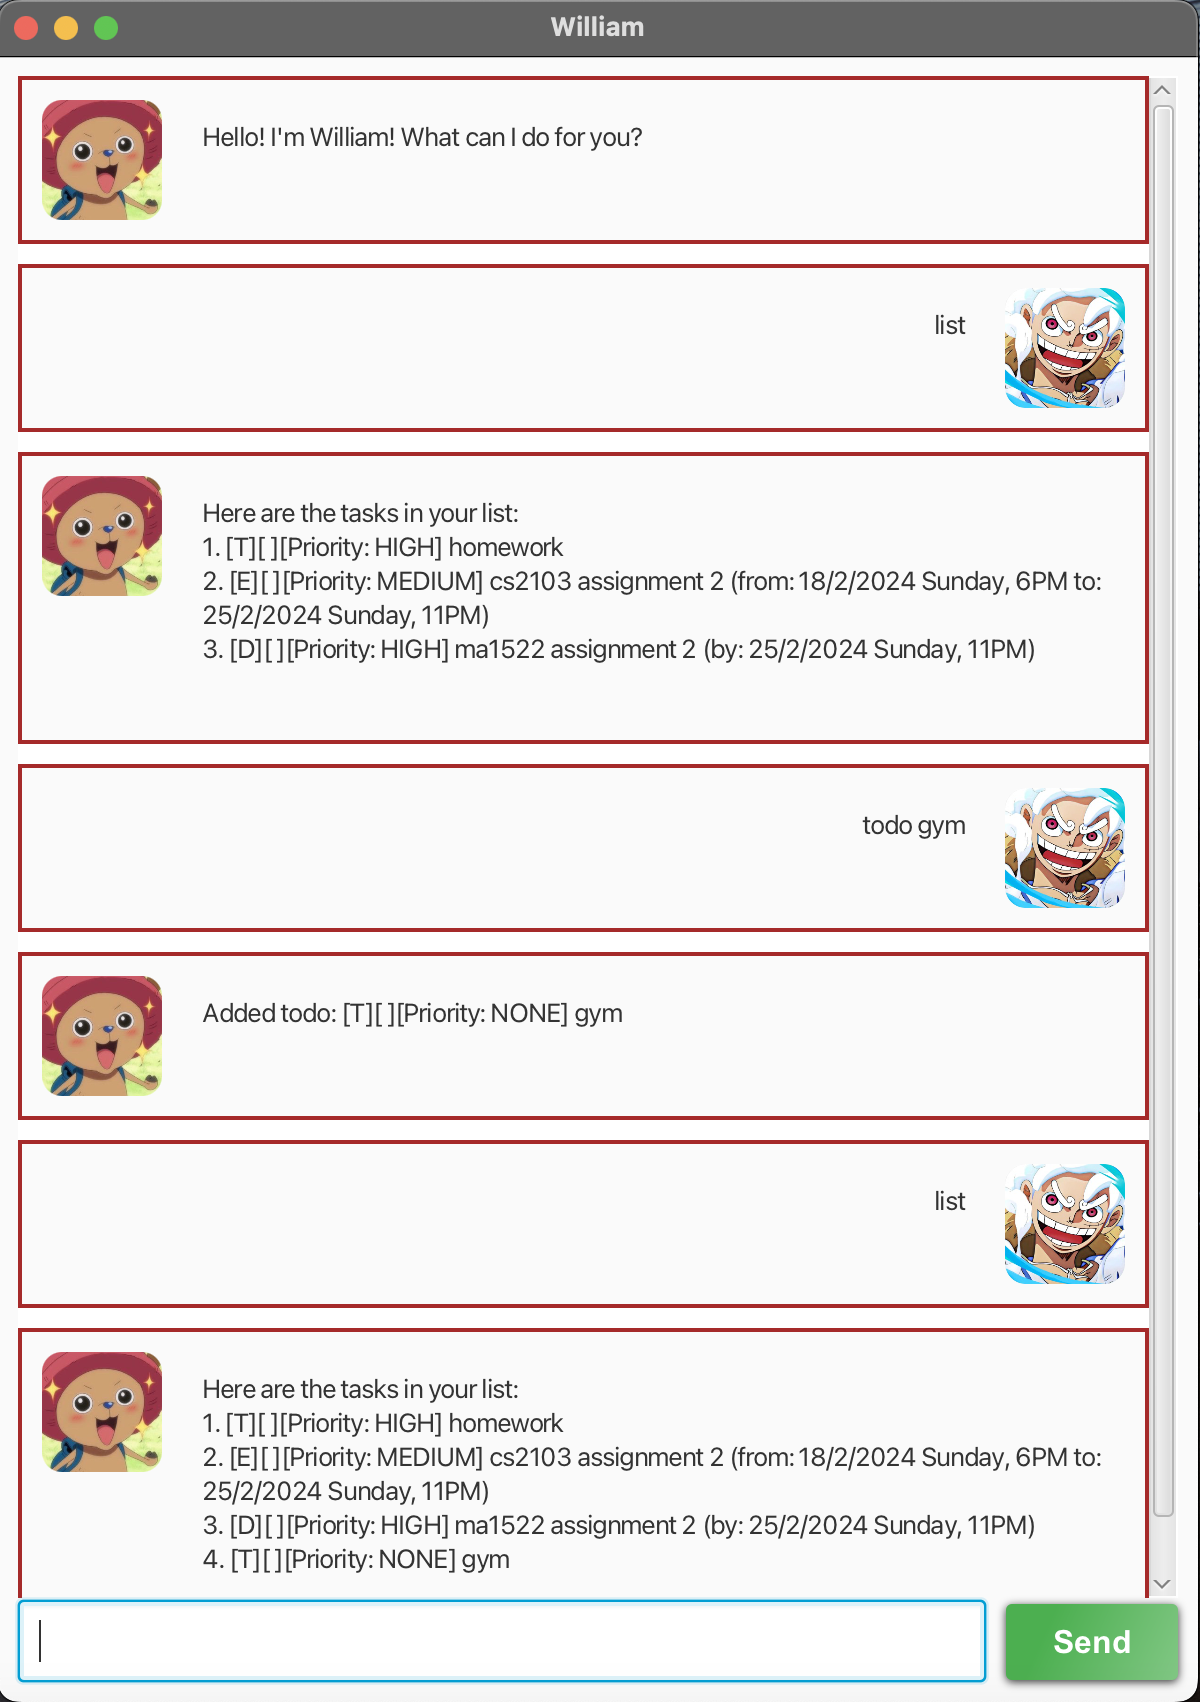 William
Hello! I'm William! What can I do for you?
list
Here are the tasks in your list:
1. [T][ ][Priority: HIGH] homework
2. [E][ ][Priority: MEDIUM] cs2103 assignment 2 (from: 18/2/2024 Sunday, 6PM to:
25/2/2024 Sunday, 11PM)
3. [D][ ][Priority: HIGH] ma1522 assignment 2 (by: 25/2/2024 Sunday, 11PM)
todo gym
Added todo: [T][ ][Priority: NONE] gym
list
Here are the tasks in your list:
1. [T][ ][Priority: HIGH] homework
2. [E][ ][Priority: MEDIUM] cs2103 assignment 2 (from: 18/2/2024 Sunday, 6PM to:
25/2/2024 Sunday, 11PM)
3. [D][ ][Priority: HIGH] ma1522 assignment 2 (by: 25/2/2024 Sunday, 11PM)
4. [T][ ][Priority: NONE] gym
Send